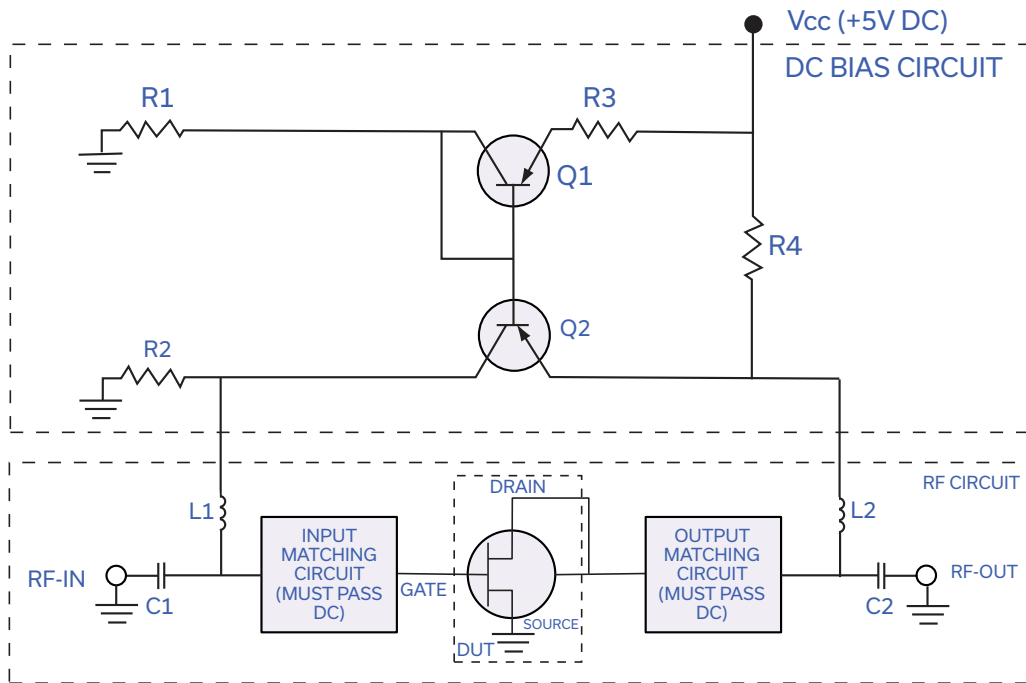 Vcc (+5V DC)
DC BIAS CIRCUIT
R1
R3
Q1
R4
Q2
R2
RF CIRCUIT
DRAIN
L1
L2
INPUT
MATCHING
CIRCUIT
(MUST PASS
DC)
OUTPUT
MATCHING
CIRCUIT
(MUST PASS
DC)
RF-IN
C1
GATE
SOURCE
DUT
C2
RF-OUT